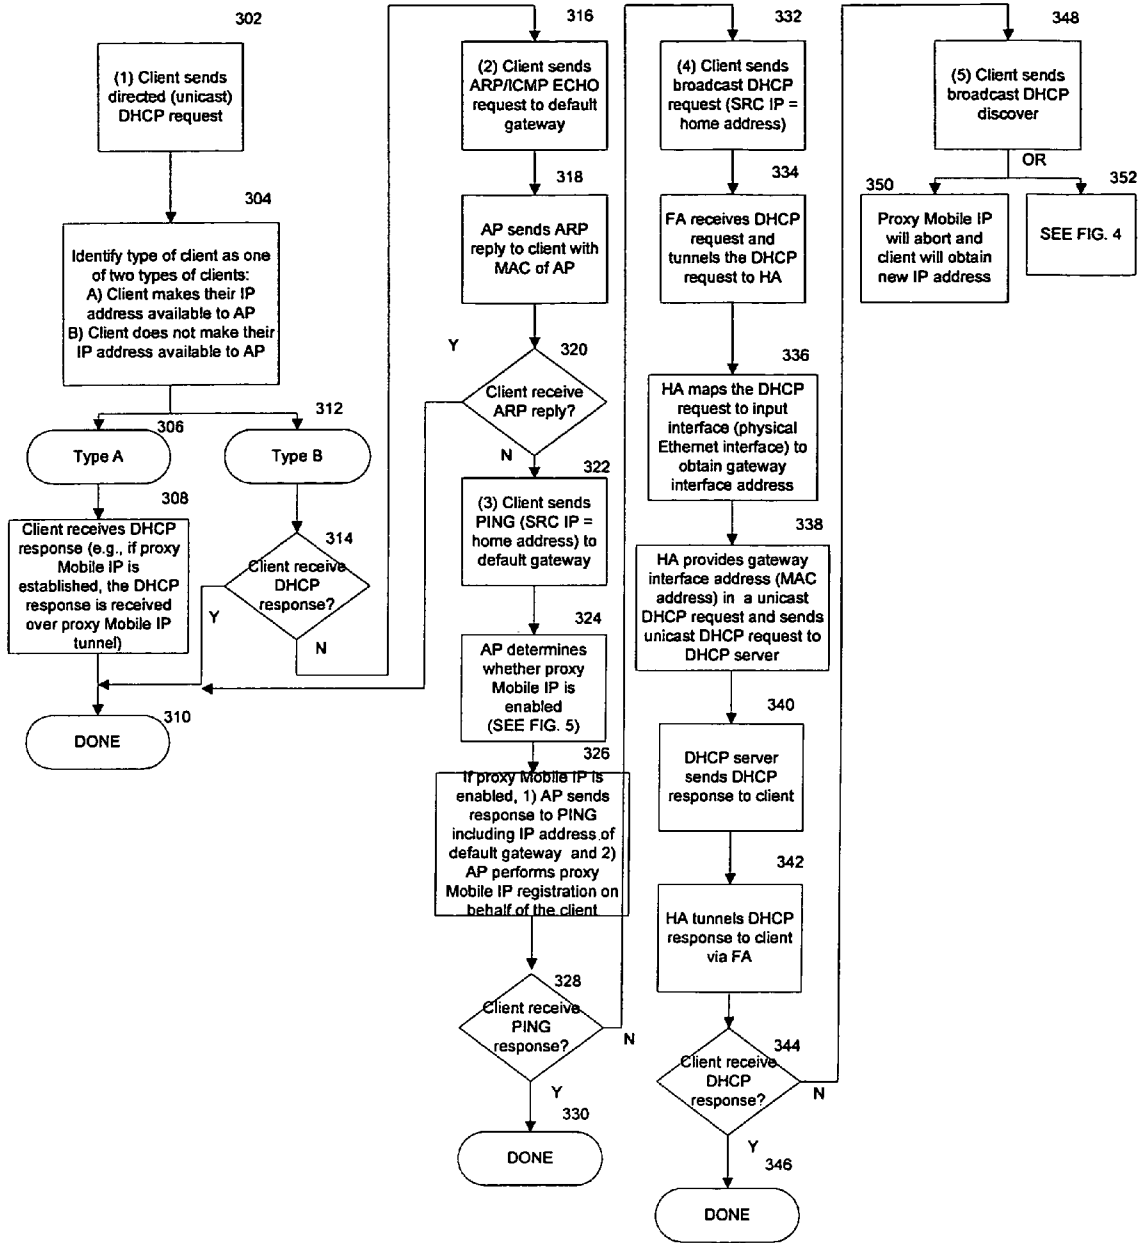 302
(1) Client sends
directed (unicast)
DHCP request
304
Identify type of client as one
of two types of clients:
A) Client makes their IP
address available to AP
B) Client does not make their
IP address available to AP
306
Type A
312
Type B
308
Client receives DHCP
response (e.g., if proxy
Mobile IP is
established, the DHCP
response is received
over proxy Mobile IP
tunnel)
314
Client receive
DHCP
response?
Y
N
310
DONE
316
(2) Client sends
ARP/ICMP ECHO
request to default
gateway
318
AP sends ARP
reply to client with
MAC of AP
Y
320
Client receive
ARP reply?
N
322
(3) Client sends
PING (SRC IP =
home address) to
default gateway
324
AP determines
whether proxy
Mobile IP is
enabled
(SEE FIG. 5)
326
If proxy Mobile IP is
enabled, 1) AP sends
response to PING
including IP address of
default gateway and 2)
AP performs proxy
Mobile IP registration on
behalf of the client
328
Client receive
PING
response?
N
Y
330
DONE
332
(4) Client sends
broadcast DHCP
request (SRC IP =
home address)
334
FA receives DHCP
request and
tunnels the DHCP
request to HA
336
HA maps the DHCP
request to input
interface (physical
Ethernet interface) to
obtain gateway
interface address
338
HA provides gateway
interface address (MAC
address) in a unicast
DHCP request and sends
unicast DHCP request to
DHCP server
340
DHCP server
sends DHCP
response to client
342
HA tunnels DHCP
response to client
via FA
344
Client receive
DHCP
response?
N
Y
346
DONE
348
(5) Client sends
broadcast DHCP
discover
OR
350
Proxy Mobile IP
will abort and
client will obtain
new IP address
352
SEE FIG. 4